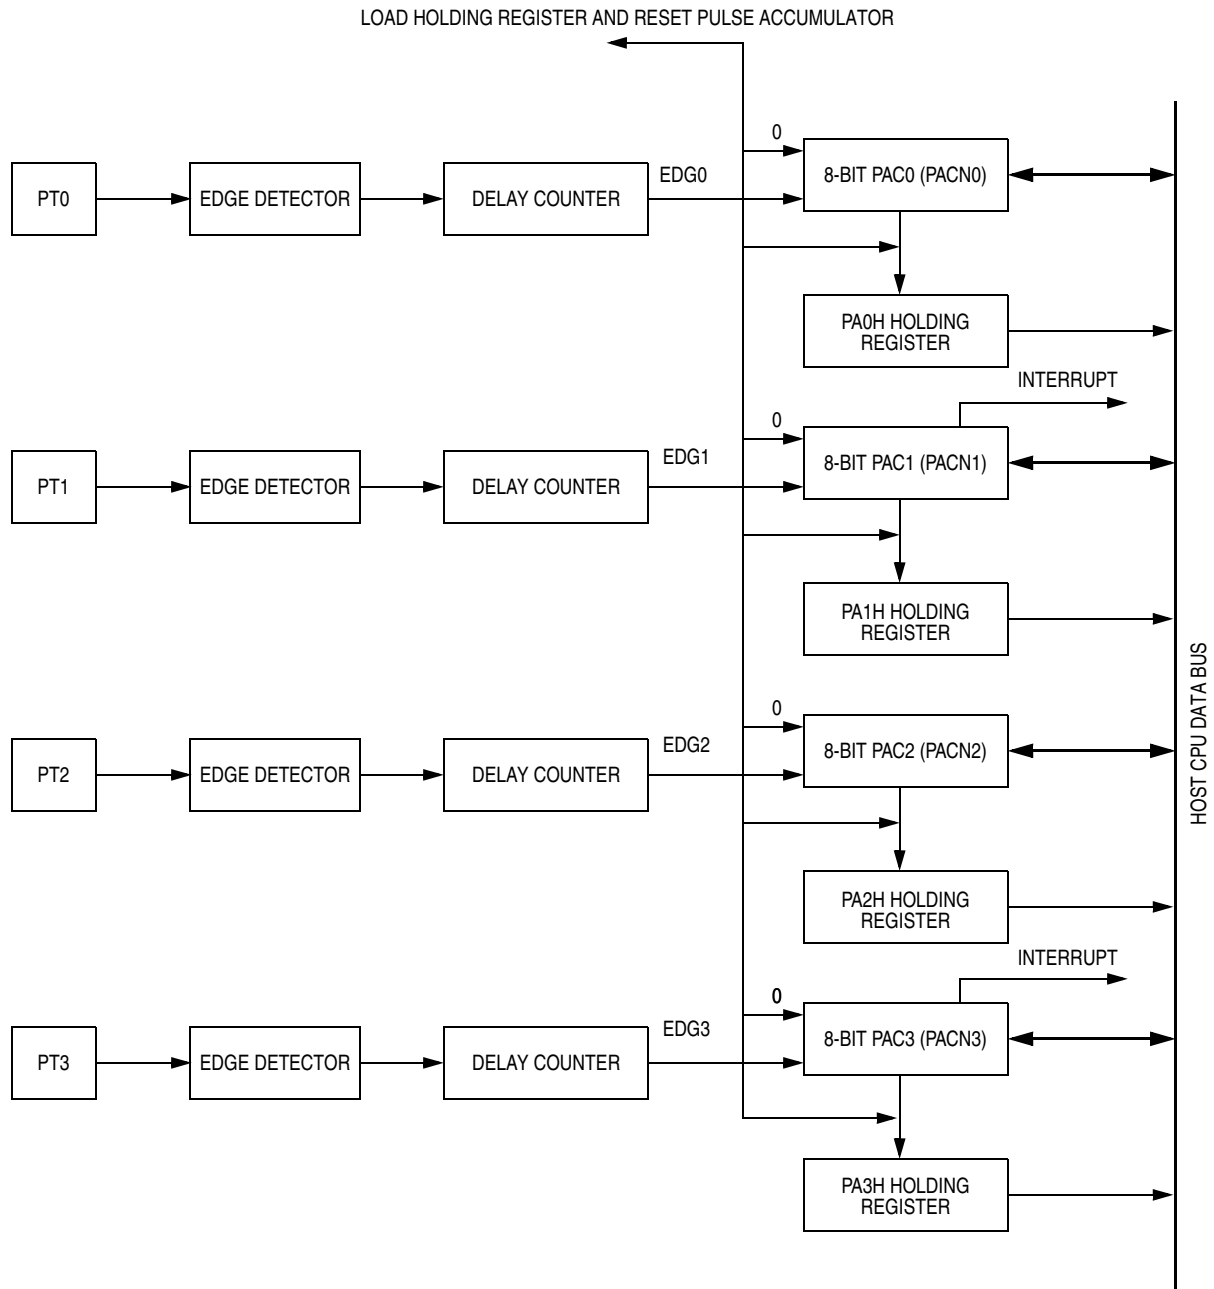 LOAD HOLDING REGISTER AND RESET PULSE ACCUMULATOR
0
PT0
EDGE DETECTOR
DELAY COUNTER
EDG0
8-BIT PAC0 (PACN0)
PA0H HOLDING
REGISTER
INTERRUPT
0
PT1
EDGE DETECTOR
DELAY COUNTER
EDG1
8-BIT PAC1 (PACN1)
PA1H HOLDING
REGISTER
0
PT2
EDGE DETECTOR
DELAY COUNTER
EDG2
8-BIT PAC2 (PACN2)
PA2H HOLDING
REGISTER
INTERRUPT
0
PT3
EDGE DETECTOR
DELAY COUNTER
EDG3
8-BIT PAC3 (PACN3)
PA3H HOLDING
REGISTER
HOST CPU DATA BUS